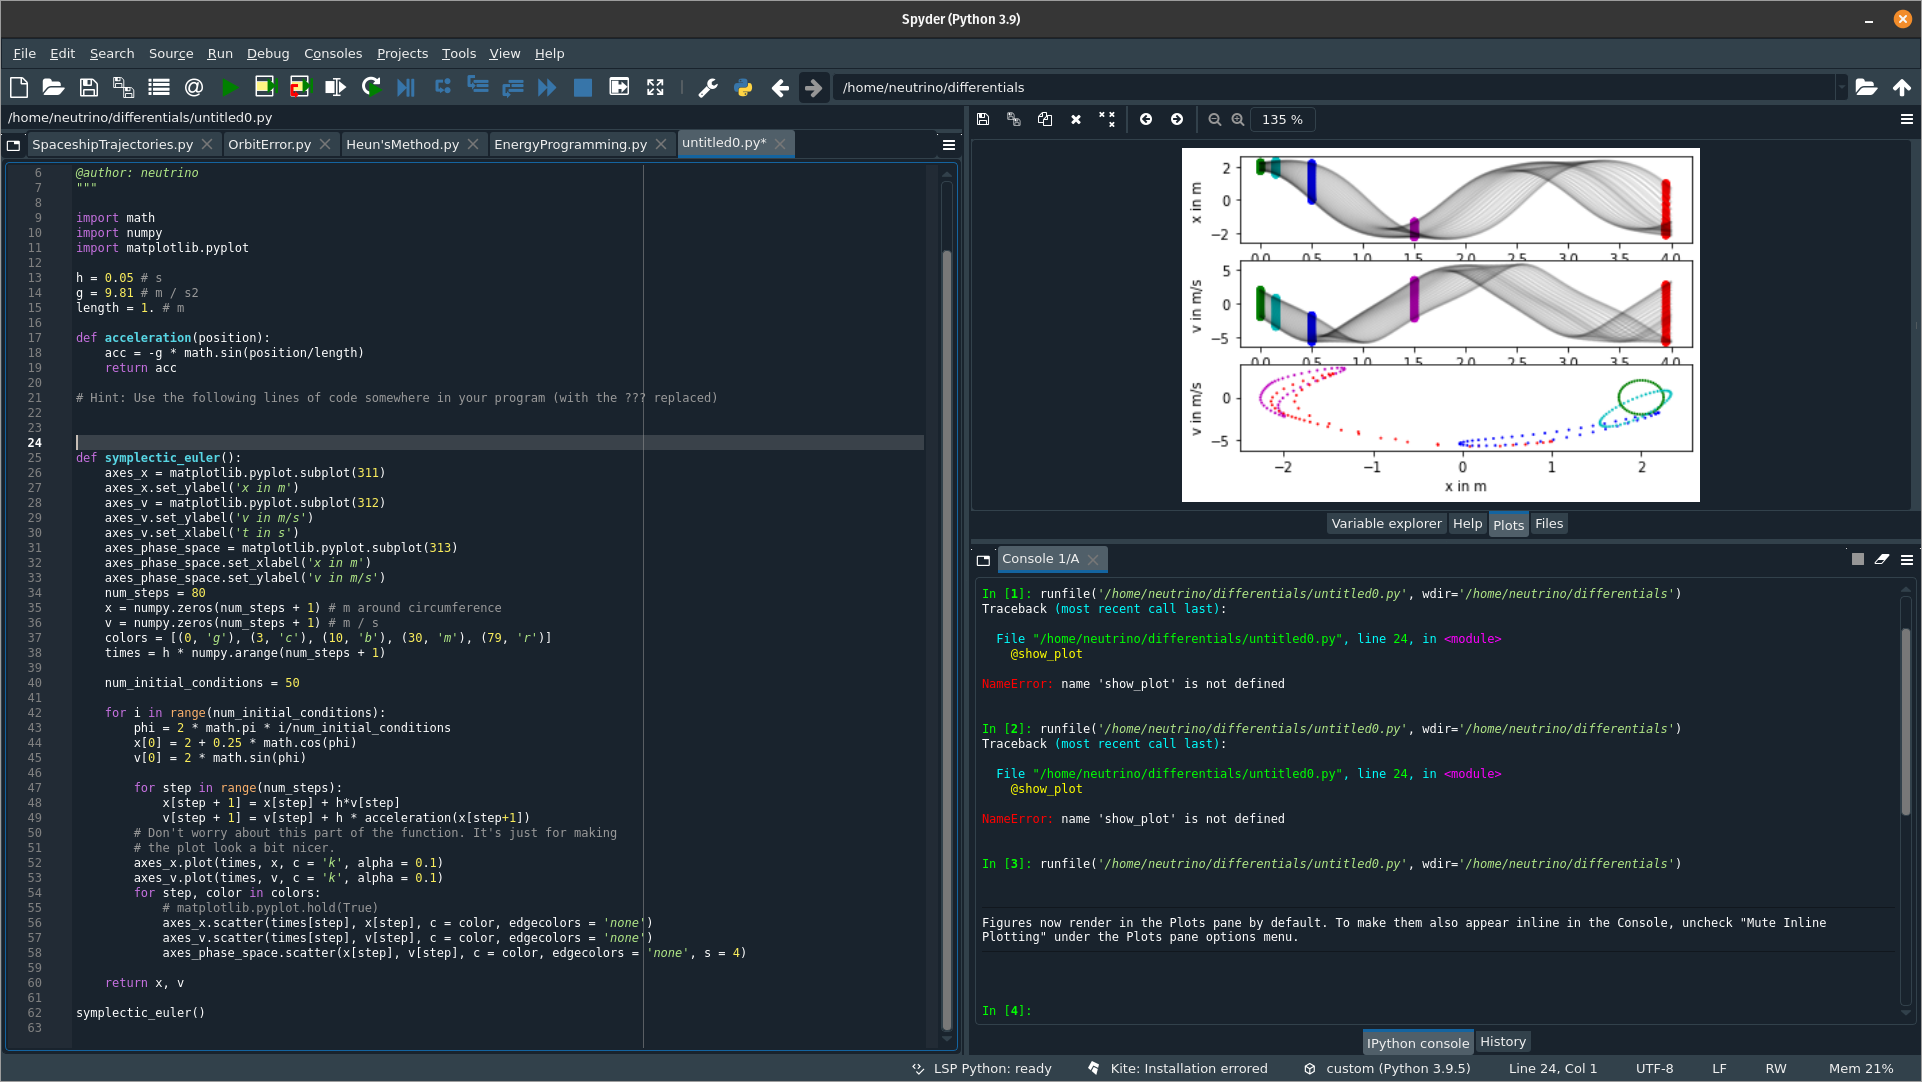 Spyder (Python 3.9)
File Edit Search Source Run Debug Consoles Projects Tools View Help
/home/neutrino/differentials
/home/neutrino/differentials/untitled0.py
SpaceshipTrajectories.py OrbitError.py Heun'sMethod.py EnergyProgramming.py untitled0.py*
6 @author: neutrino
7 """
8
9 import math
10 import numpy
11 import matplotlib.pyplot
12
13 h = 0.05 # s
14 g = 9.81 # m / s2
15 length = 1. # m
16
17 def acceleration(position):
18     acc = -g * math.sin(position/length)
19     return acc
20
21 # Hint: Use the following lines of code somewhere in your program (with the ??? replaced)
22
23
24
25 def symplectic_euler():
26     axes_x = matplotlib.pyplot.subplot(311)
27     axes_x.set_ylabel('x in m')
28     axes_v = matplotlib.pyplot.subplot(312)
29     axes_v.set_ylabel('v in m/s')
30     axes_v.set_xlabel('t in s')
31     axes_phase_space = matplotlib.pyplot.subplot(313)
32     axes_phase_space.set_xlabel('x in m')
33     axes_phase_space.set_ylabel('v in m/s')
34     num_steps = 80
35     x = numpy.zeros(num_steps + 1) # m around circumference
36     v = numpy.zeros(num_steps + 1) # m / s
37     colors = [(0, 'g'), (3, 'c'), (10, 'b'), (30, 'm'), (79, 'r')]
38     times = h * numpy.arange(num_steps + 1)
39
40     num_initial_conditions = 50
41
42     for i in range(num_initial_conditions):
43         phi = 2 * math.pi * i/num_initial_conditions
44         x[0] = 2 + 0.25 * math.cos(phi)
45         v[0] = 2 * math.sin(phi)
46
47         for step in range(num_steps):
48             x[step + 1] = x[step] + h*v[step]
49             v[step + 1] = v[step] + h * acceleration(x[step+1])
50         # Don't worry about this part of the function. It's just for making
51         # the plot look a bit nicer.
52         axes_x.plot(times, x, c = 'k', alpha = 0.1)
53         axes_v.plot(times, v, c = 'k', alpha = 0.1)
54         for step, color in colors:
55             # matplotlib.pyplot.hold(True)
56             axes_x.scatter(times[step], x[step], c = color, edgecolors = 'none')
57             axes_v.scatter(times[step], v[step], c = color, edgecolors = 'none')
58             axes_phase_space.scatter(x[step], v[step], c = color, edgecolors = 'none', s = 4)
59
60     return x, v
61
62 symplectic_euler()
63
135 %
x in m
2
0
−2
0.0 0.5 1.0 1.5 2.0 2.5 3.0 3.5 4.0
v in m/s
5
0
−5
0.0 0.5 1.0 1.5 2.0 2.5 3.0 3.5 4.0
v in m/s
0
−5
−2 −1 0 1 2
x in m
Variable explorer Help Plots Files
Console 1/A
In [1]: runfile('/home/neutrino/differentials/untitled0.py', wdir='/home/neutrino/differentials')
Traceback (most recent call last):
File "/home/neutrino/differentials/untitled0.py", line 24, in <module>
@show_plot
NameError: name 'show_plot' is not defined
In [2]: runfile('/home/neutrino/differentials/untitled0.py', wdir='/home/neutrino/differentials')
Traceback (most recent call last):
File "/home/neutrino/differentials/untitled0.py", line 24, in <module>
@show_plot
NameError: name 'show_plot' is not defined
In [3]: runfile('/home/neutrino/differentials/untitled0.py', wdir='/home/neutrino/differentials')
Figures now render in the Plots pane by default. To make them also appear inline in the Console, uncheck "Mute Inline
Plotting" under the Plots pane options menu.
In [4]:
IPython console History
LSP Python: ready Kite: Installation errored custom (Python 3.9.5) Line 24, Col 1 UTF-8 LF RW Mem 21%